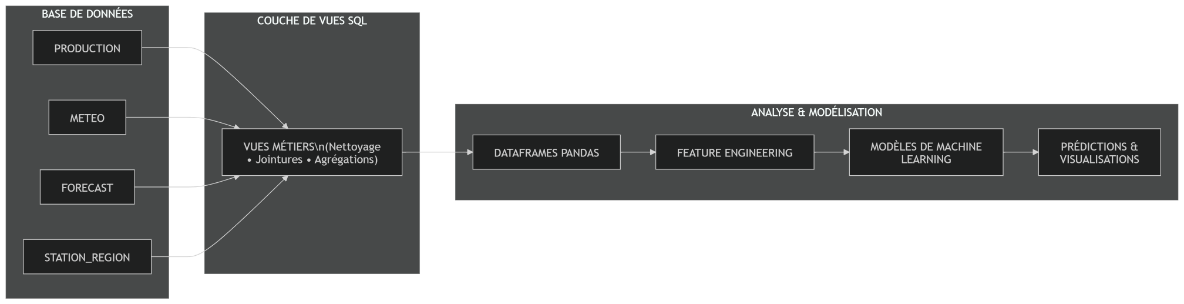 BASE DE DONNÉES
PRODUCTION
METEO
FORECAST
STATION_REGION
COUCHE DE VUES SQL
VUES MÉTIERS\n(Nettoyage
• Jointures • Agrégations)
ANALYSE & MODÉLISATION
DATAFRAMES PANDAS
FEATURE ENGINEERING
MODÈLES DE MACHINE
LEARNING
PRÉDICTIONS &
VISUALISATIONS